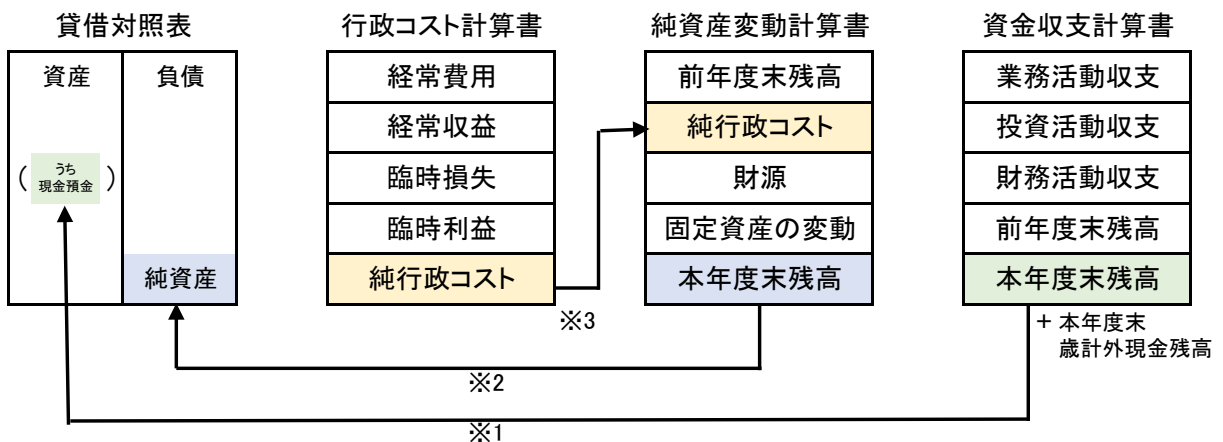 貸借対照表
資産
負債
(うち
現金預金)
純資産
行政コスト計算書
経常費用
経常収益
臨時損失
臨時利益
純行政コスト
純資産変動計算書
前年度末残高
純行政コスト
財源
固定資産の変動
本年度末残高
資金収支計算書
業務活動収支
投資活動収支
財務活動収支
前年度末残高
本年度末残高
+ 本年度末
歳計外現金残高
※3
※2
※1